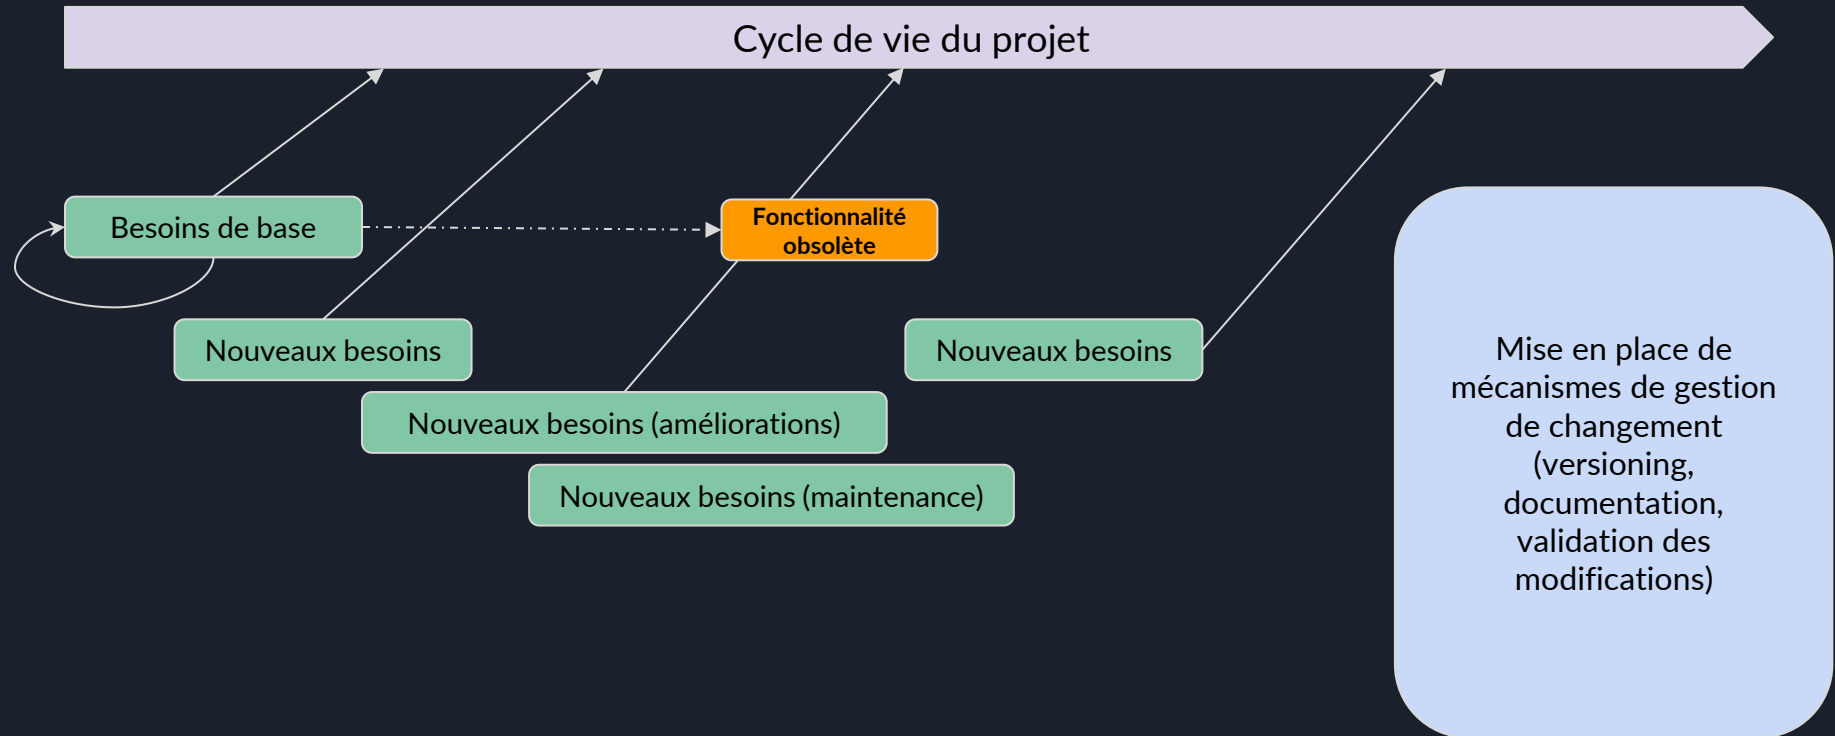 Cycle de vie du projet
Besoins de base
Fonctionnalité
obsolète
Nouveaux besoins
Nouveaux besoins
Nouveaux besoins (améliorations)
Nouveaux besoins (maintenance)
Mise en place de
mécanismes de gestion
de changement
(versioning,
documentation,
validation des
modifications)